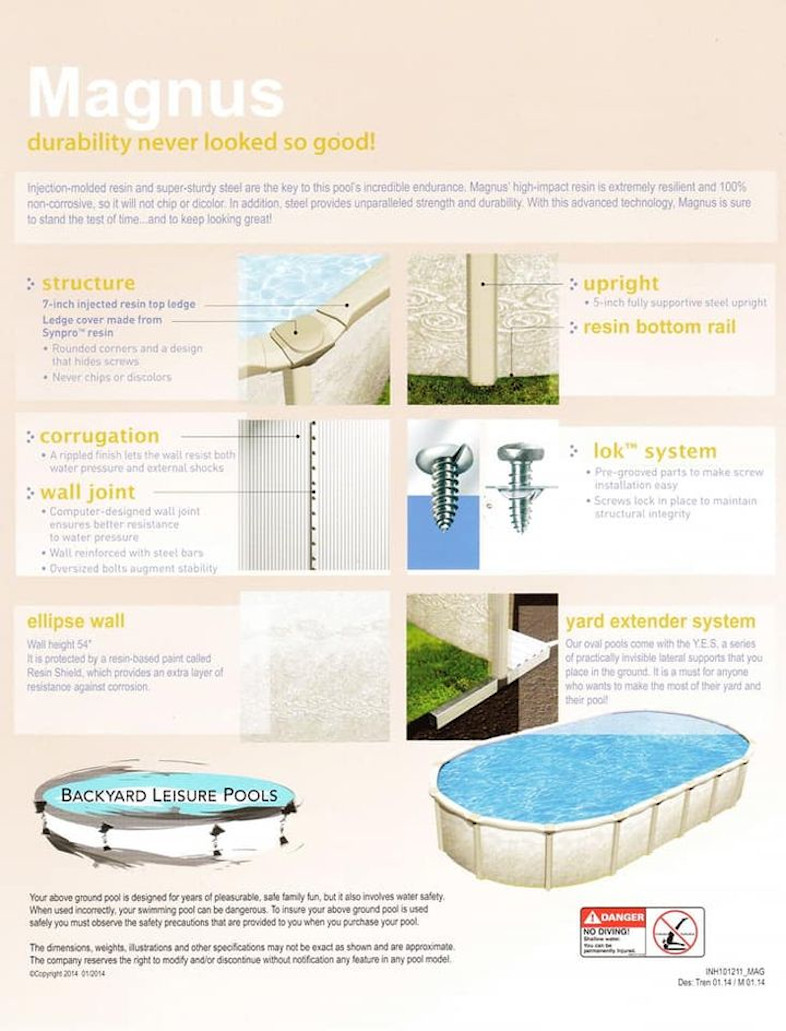 Magnus
durability never looked so good!
Injection-molded resin and super-sturdy steel are the key to this pool's incredible endurance. Magnus' high-impact resin is extremely resilient and 100%
non-corrosive, so it will not chip or dicolor. In addition, steel provides unparalleled strength and durability. With this advanced technology, Magnus is sure
to stand the test of time...and to keep looking great!
structure
7-inch injected resin top ledge
Ledge cover made from
Synpro™ resin
• Rounded corners and a design
that hides screws
• Never chips or discolors
upright
• 5-inch fully supportive steel upright
resin bottom rail
corrugation
• A rippled finish lets the wall resist both
water pressure and external shocks
wall joint
• Computer-designed wall joint
ensures better resistance
to water pressure
• Wall reinforced with steel bars
• Oversized bolts augment stability
lok™ system
• Pre-grooved parts to make screw
installation easy
• Screws lock in place to maintain
structural integrity
ellipse wall
Wall height 54"
It is protected by a resin-based paint called
Resin Shield, which provides an extra layer of
resistance against corrosion.
yard extender system
Our oval pools come with the Y.E.S, a series
of practically invisible lateral supports that you
place in the ground. It is a must for anyone
who wants to make the most of their yard and
their pool!
BACKYARD LEISURE POOLS
Your above ground pool is designed for years of pleasurable, safe family fun, but it also involves water safety.
When used incorrectly, your swimming pool can be dangerous. To insure your above ground pool is used
safely you must observe the safety precautions that are provided to you when you purchase your pool.
The dimensions, weights, illustrations and other specifications may not be exact as shown and are approximate.
The company reserves the right to modify and/or discontinue without notification any feature in any pool model.
©Copyright 2014 01/2014
DANGER
NO DIVING!
Shallow water.
You can be
permanently injured.
INH101211_MAG
Des: Tren 01.14 / M 01.14